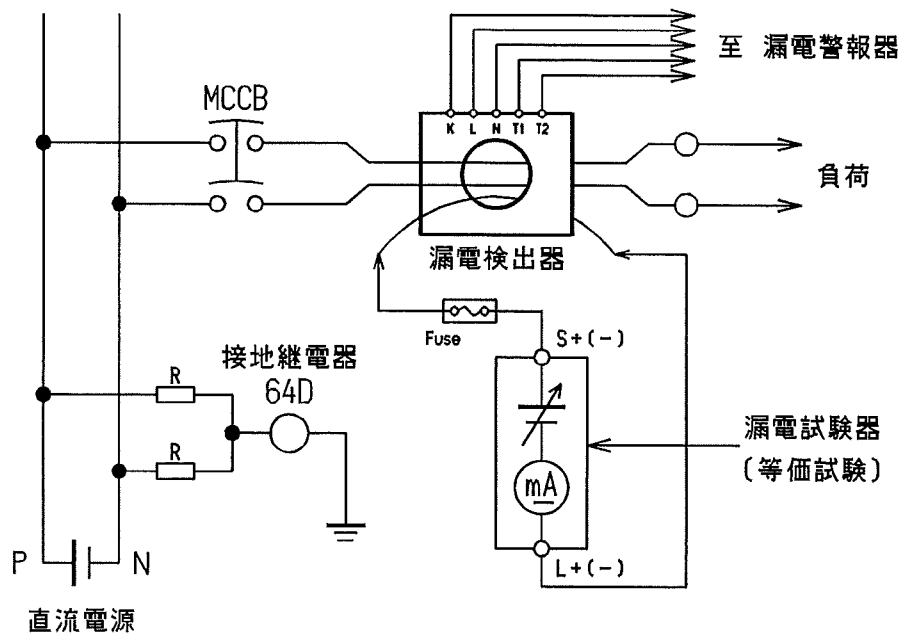 至 漏電警報器
MCCB
K L N T1 T2
負荷
漏電検出器
Fuse
S+(-)
接地継電器
64D
R
R
漏電試験器
(等価試験)
mA
L+(-)
P N
直流電源